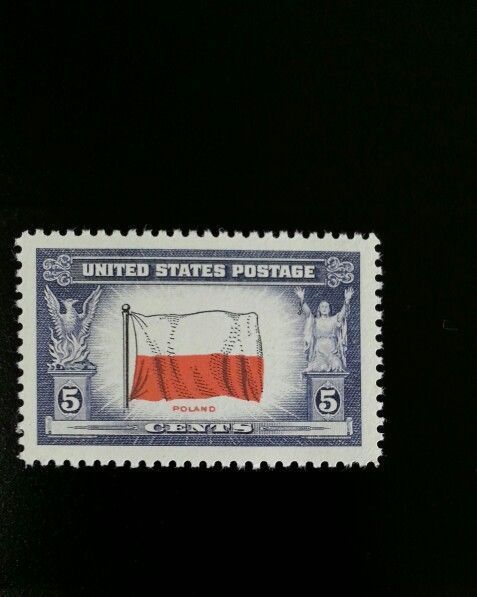 UNITED STATES POSTAGE
5 5
POLAND
CENTS